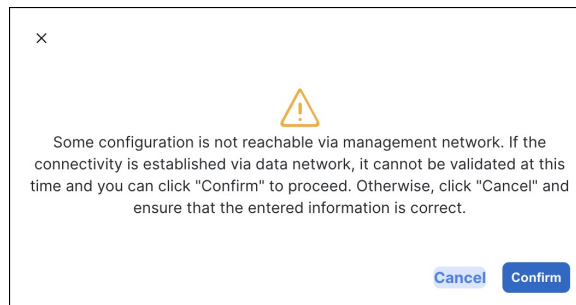 Some configuration is not reachable via management network. If the
connectivity is established via data network, it cannot be validated at this
time and you can click "Confirm" to proceed. Otherwise, click "Cancel" and
ensure that the entered information is correct.
Cancel Confirm